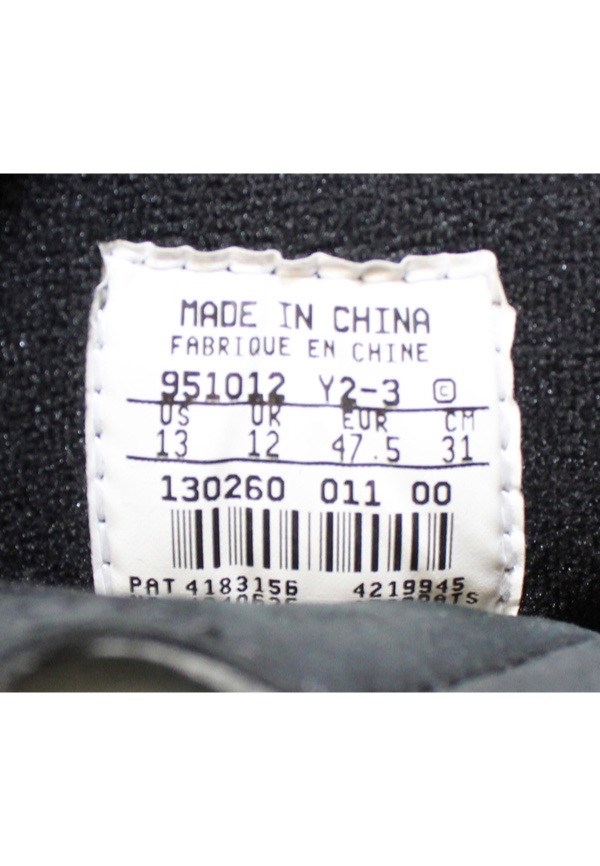 MADE IN CHINA
FABRIQUE EN CHINE
951012 Y2-3 ©
US UK EUR CM
13 12 47.5 31
130260 011 00
PAT 4183156 4219945